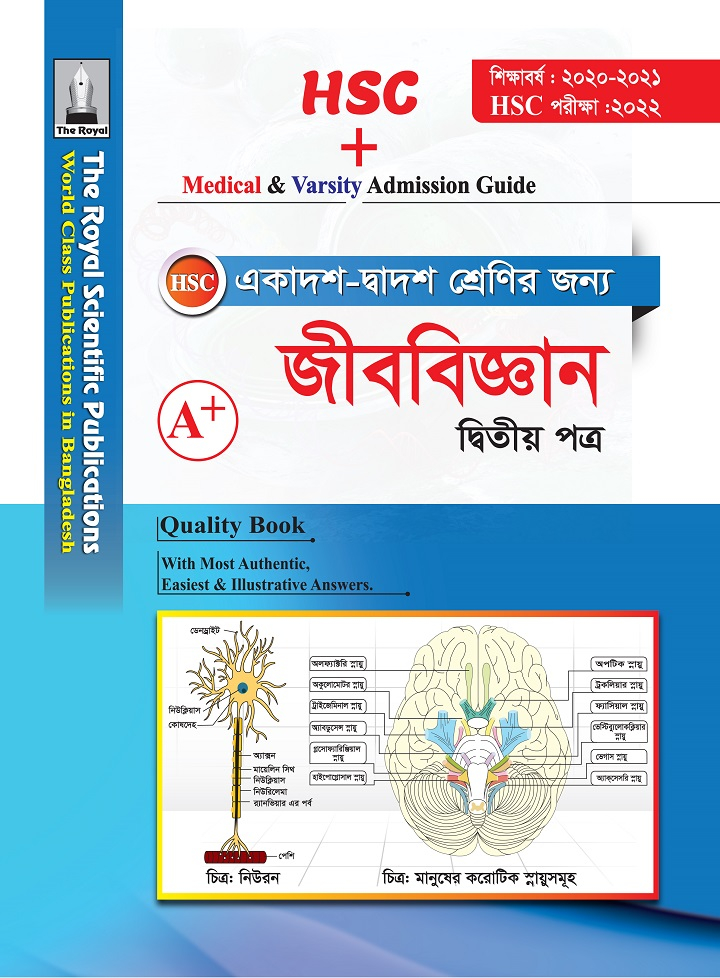 The Royal
The Royal Scientific Publications
World Class Publications in Bangladesh
HSC
+
Medical & Varsity Admission Guide
শিক্ষাবর্ষ : ২০২০-২০২১
HSC পরীক্ষা :২০২২
HSC
একাদশ-দ্বাদশ শ্রেণির জন্য
জীববিজ্ঞান
দ্বিতীয় পত্র
A+
Quality Book
With Most Authentic,
Easiest & Illustrative Answers.
ডেনড্রাইট
নিউক্লিয়াস
কোষদেহ
অ্যাক্সন
মায়েলিন সিথ
নিউক্লিয়াস
নিউরিলেমা
র‍্যানভিয়ার এর পর্ব
পেশি
চিত্র: নিউরন
অলফ্যাক্টরি স্নায়ু
অকুলোমোটর স্নায়ু
ট্রাইজেমিনাল স্নায়ু
অ্যাবডুসেন্স স্নায়ু
গ্লসোফ্যারিঞ্জিয়াল
স্নায়ু
হাইপোগ্লোসাল স্নায়ু
অপটিক স্নায়ু
ট্রকলিয়ার স্নায়ু
ফ্যাসিয়াল স্নায়ু
ভেস্টিব্যুলোকক্লিয়ার
স্নায়ু
ভেগাস স্নায়ু
অ্যাক্সেসরি স্নায়ু
চিত্র: মানুষের করোটিক স্নায়ুসমূহ